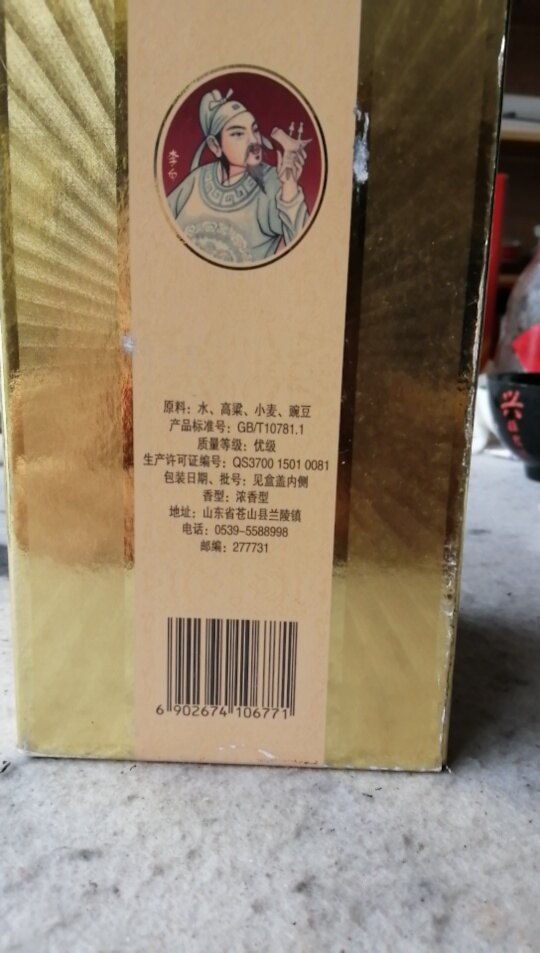 李白
原料：水、高粱、小麦、豌豆
产品标准号：GB/T10781.1
质量等级：优级
生产许可证编号：QS3700 1501 0081
包装日期、批号：见盒盖内侧
香型：浓香型
地址：山东省苍山县兰陵镇
电话：0539-5588998
邮编：277731
6 902674 106771
兴